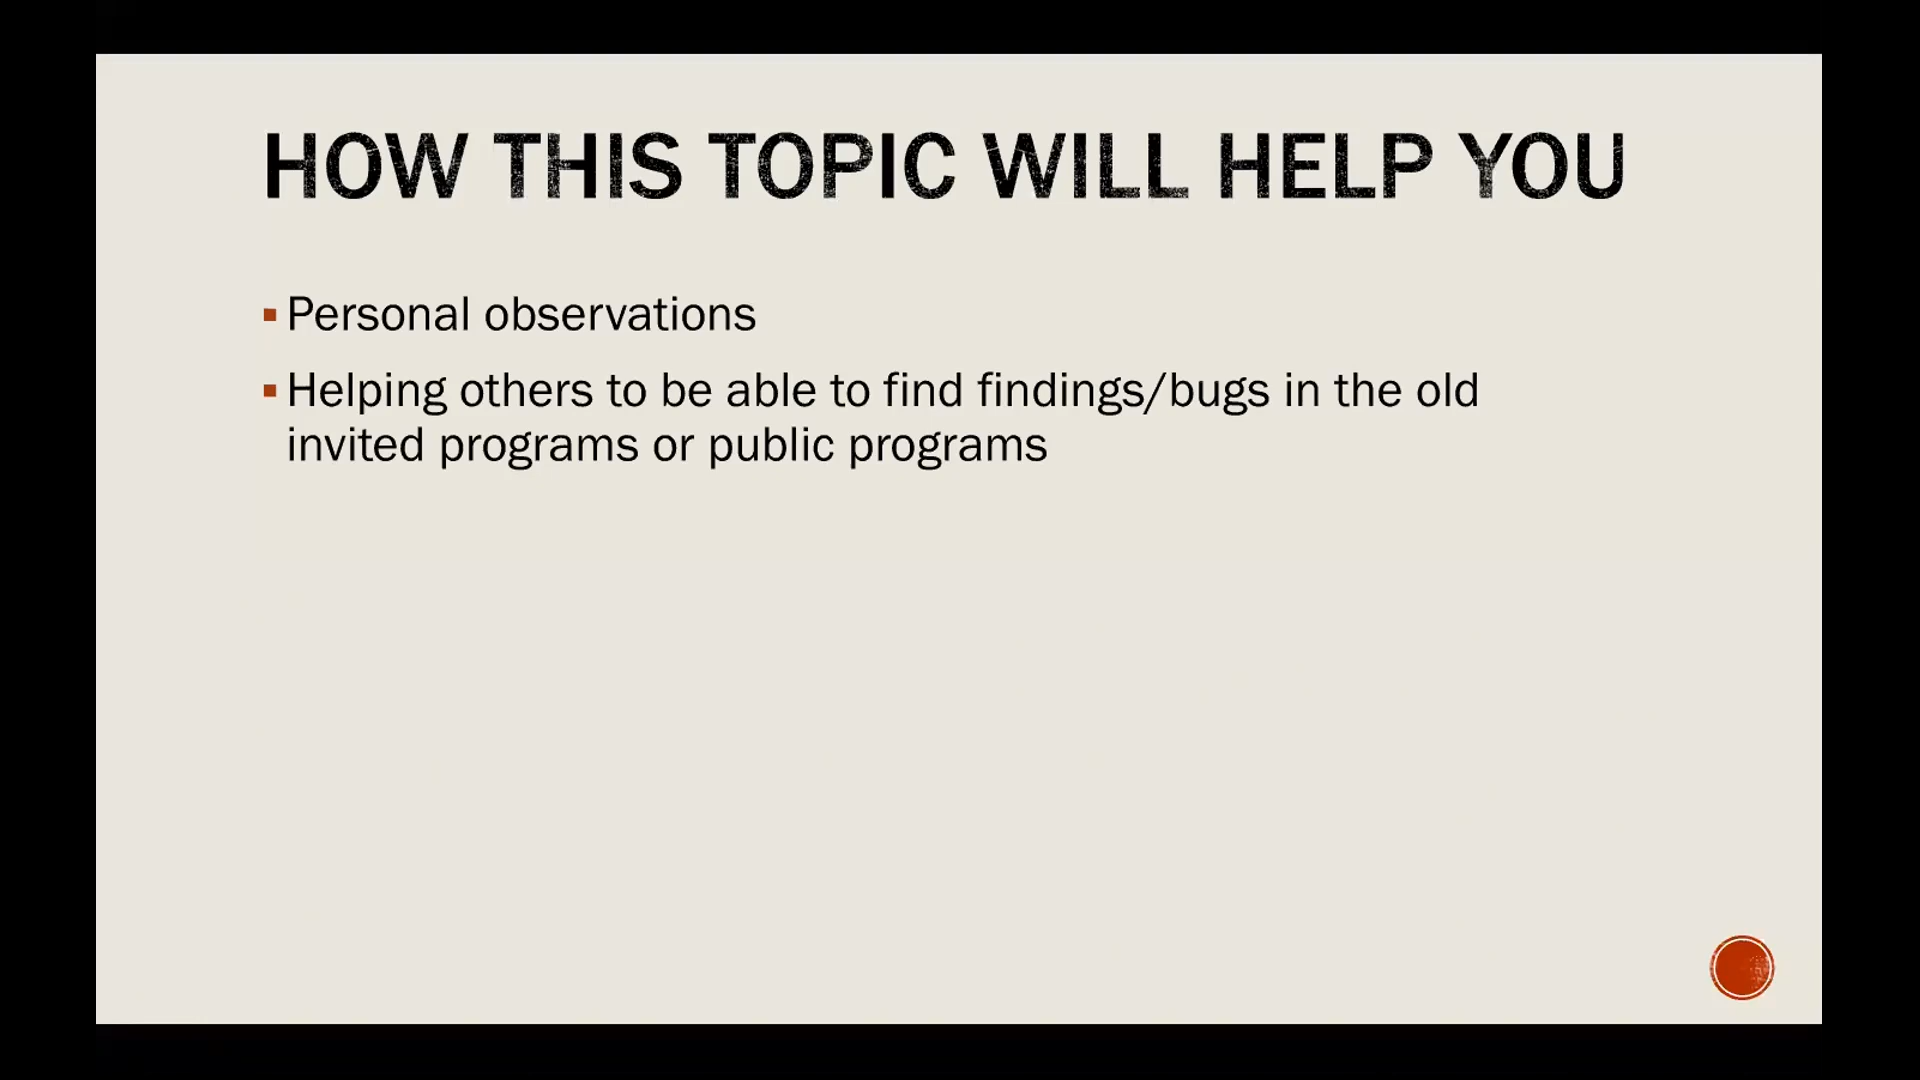 HOW THIS TOPIC WILL HELP YOU
▪ Personal observations
▪ Helping others to be able to find findings/bugs in the old
invited programs or public programs